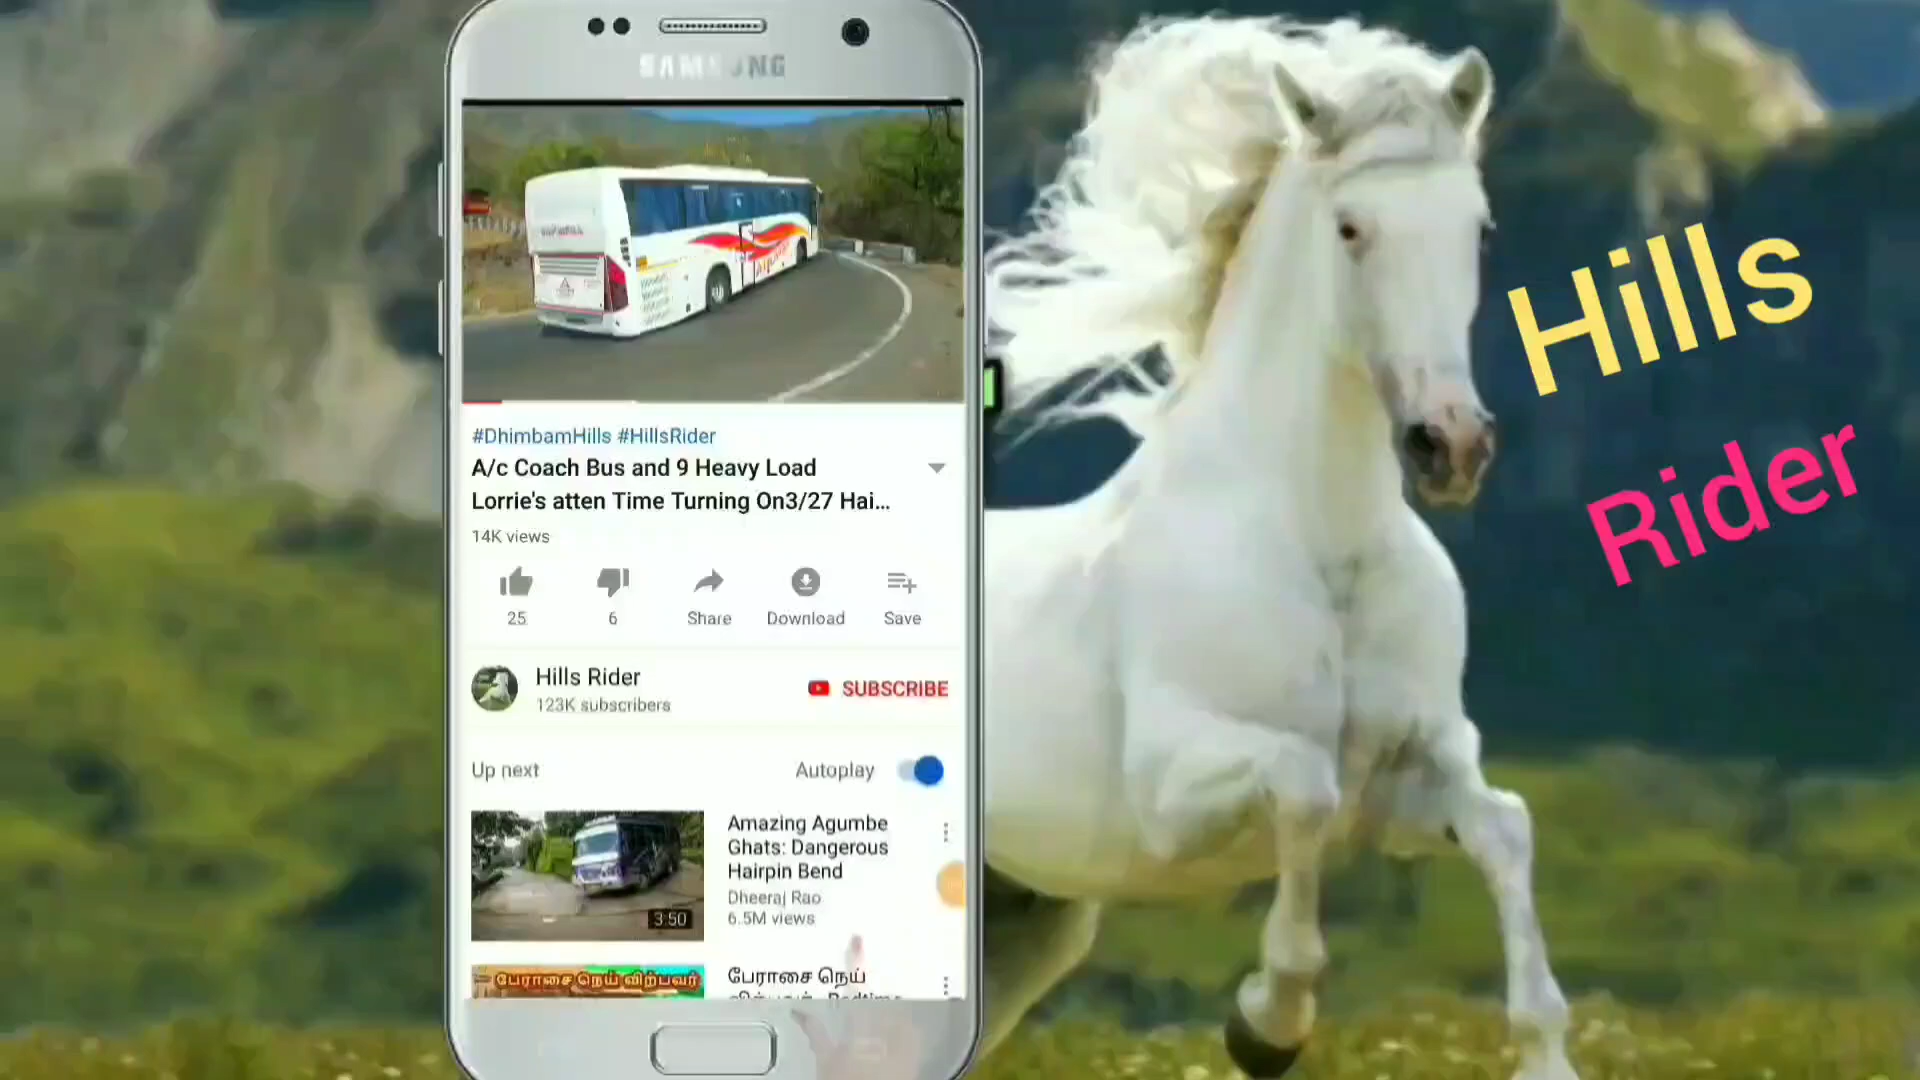 SAMSUNG
#DhimbamHills #HillsRider
A/c Coach Bus and 9 Heavy Load
Lorrie's atten Time Turning On3/27 Hai...
14K views
25
6
Share
Download
Save
Hills Rider
123K subscribers
SUBSCRIBE
Up next
Autoplay
3:50
Amazing Agumbe
Ghats: Dangerous
Hairpin Bend
Dheeraj Rao
6.5M views
பேராசை நெய் விற்பவர்
பேராசை நெய்
Hills
Rider